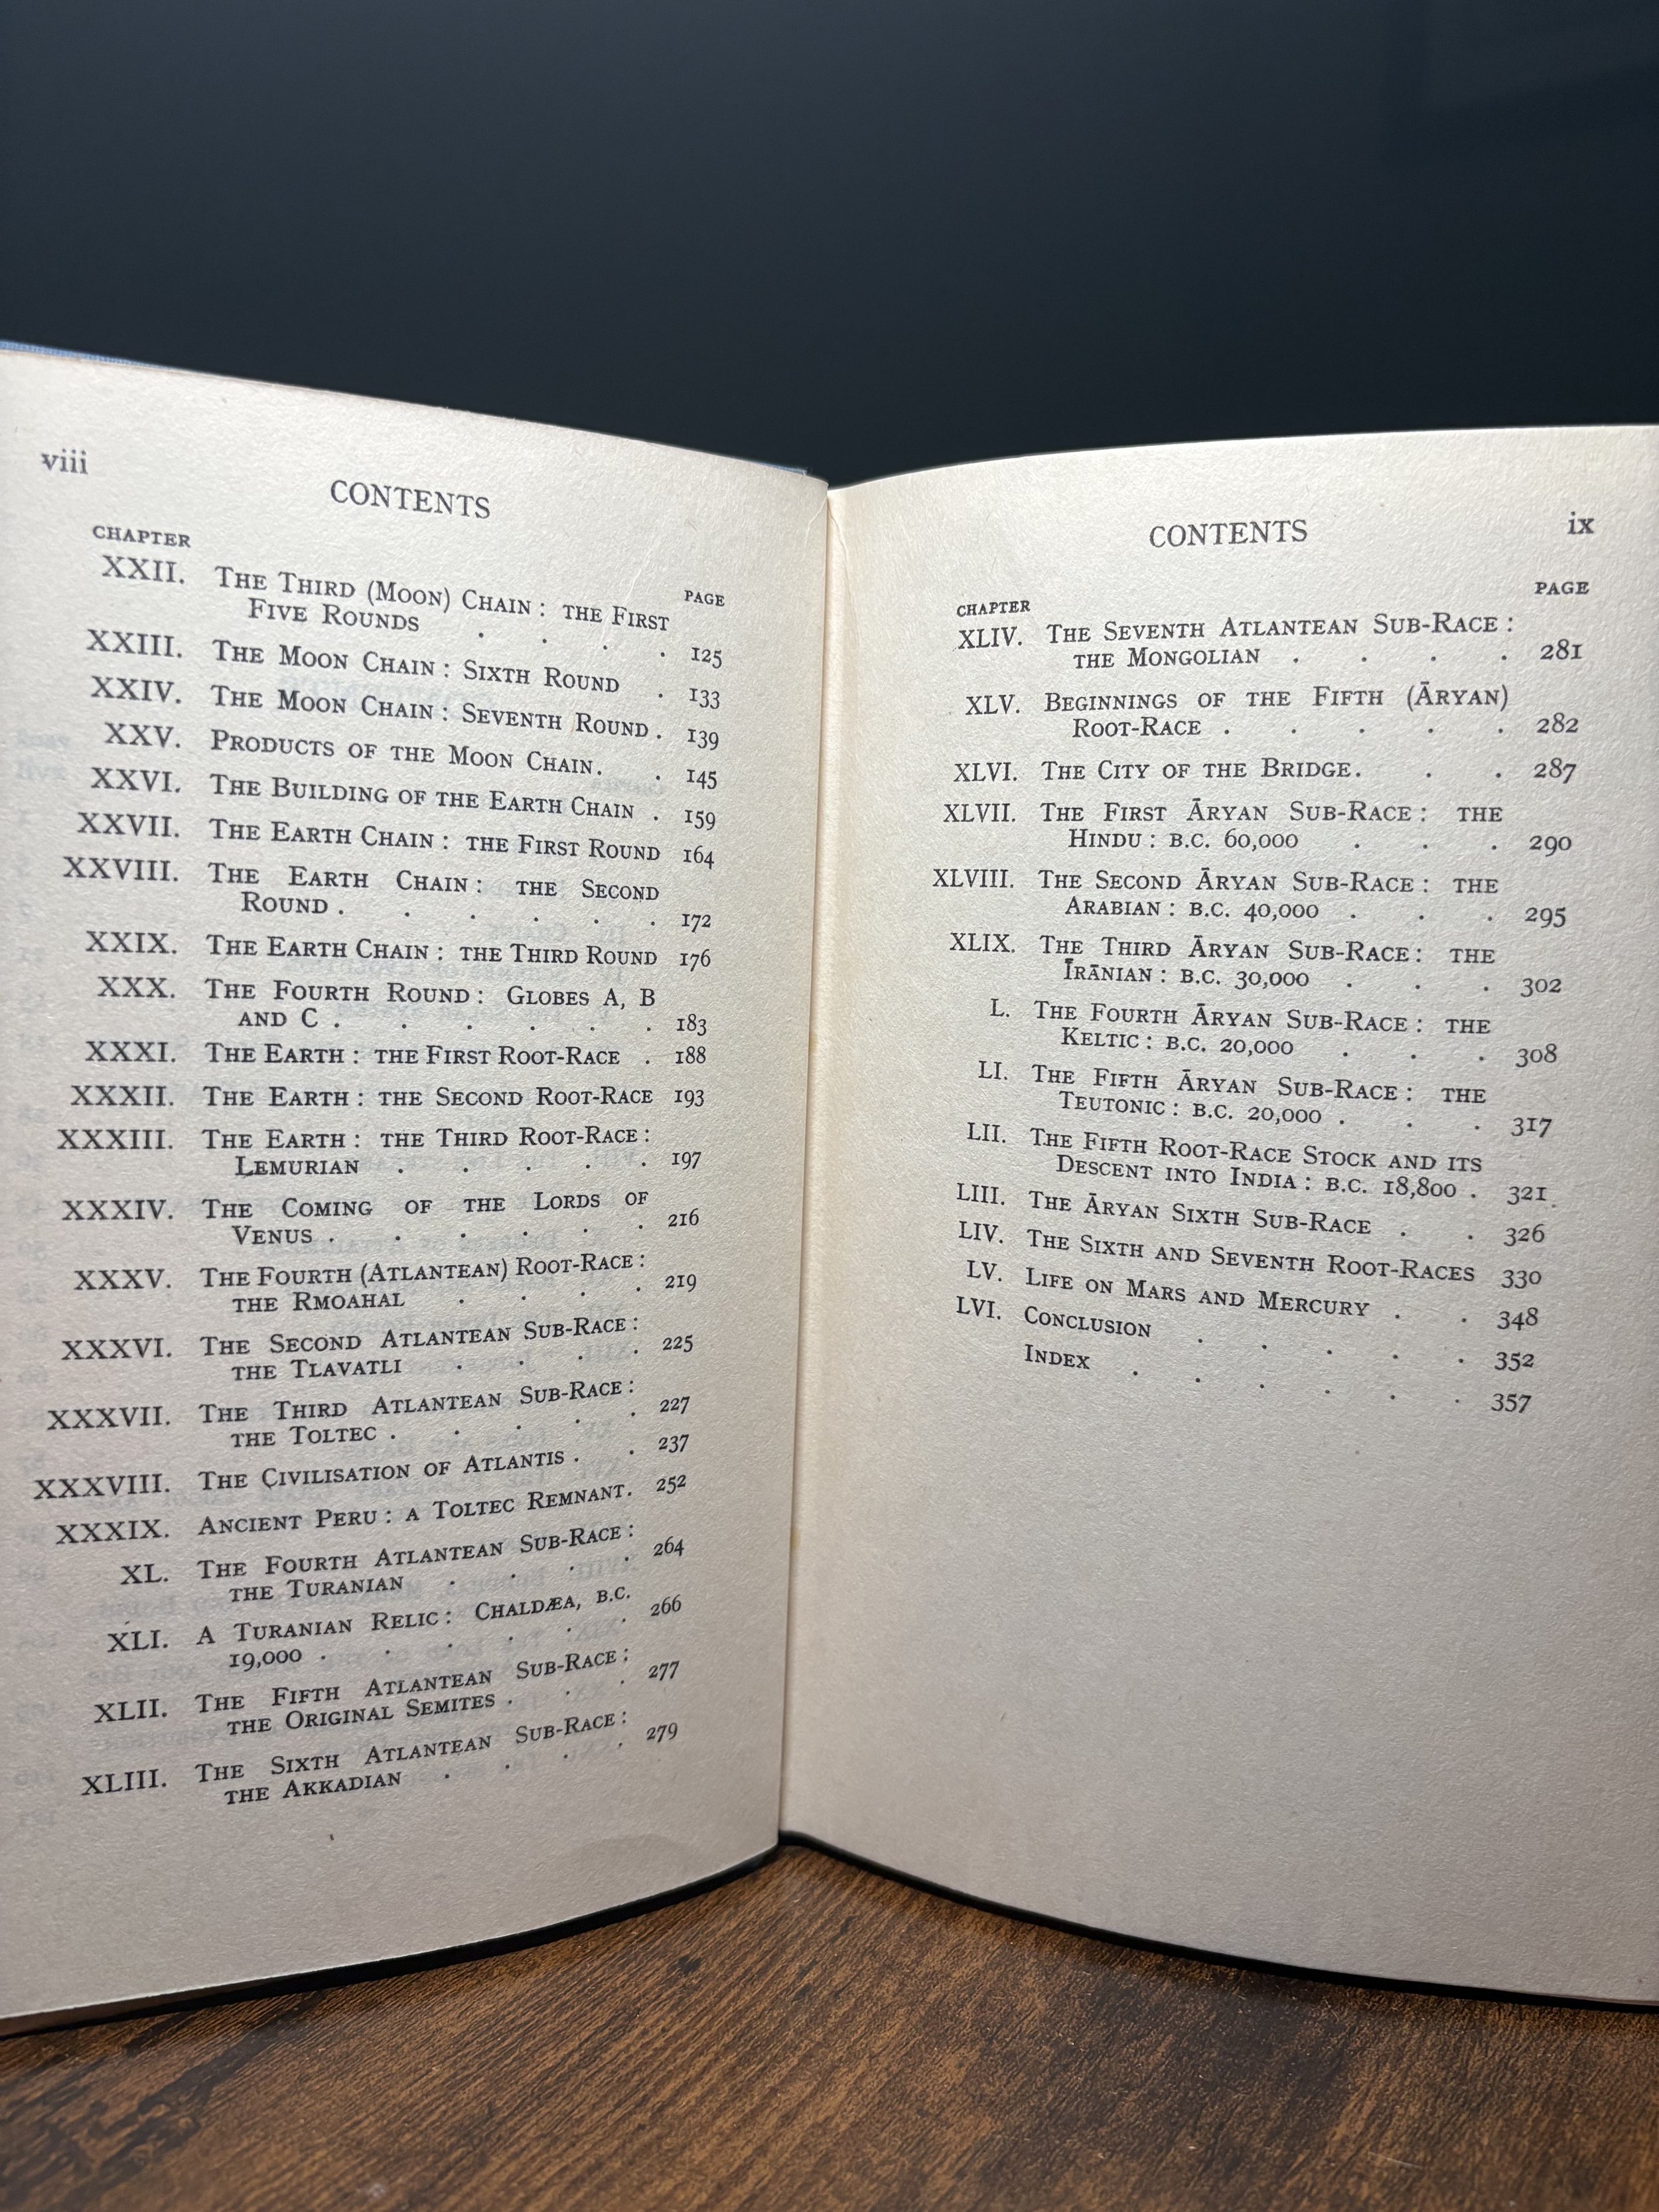 viii
CONTENTS
CHAPTER
PAGE
XXII. THE THIRD (MOON) CHAIN : THE FIRST
FIVE ROUNDS . . . . 125
XXIII. THE MOON CHAIN : SIXTH ROUND . 133
XXIV. THE MOON CHAIN : SEVENTH ROUND . 139
XXV. PRODUCTS OF THE MOON CHAIN . . 145
XXVI. THE BUILDING OF THE EARTH CHAIN . 159
XXVII. THE EARTH CHAIN : THE FIRST ROUND 164
XXVIII. THE EARTH CHAIN : THE SECOND
ROUND . . . . . . 172
XXIX. THE EARTH CHAIN : THE THIRD ROUND 176
XXX. THE FOURTH ROUND : GLOBES A, B
AND C . . . . . . 183
XXXI. THE EARTH : THE FIRST ROOT-RACE . 188
XXXII. THE EARTH : THE SECOND ROOT-RACE 193
XXXIII. THE EARTH : THE THIRD ROOT-RACE :
LEMURIAN . . . . . 197
XXXIV. THE COMING OF THE LORDS OF
VENUS . . . . . . 216
XXXV. THE FOURTH (ATLANTEAN) ROOT-RACE :
THE RMOAHAL . . . . 219
XXXVI. THE SECOND ATLANTEAN SUB-RACE :
THE TLAVATLI . . . . 225
XXXVII. THE THIRD ATLANTEAN SUB-RACE :
THE TOLTEC . . . . . 227
XXXVIII. THE CIVILISATION OF ATLANTIS . . 237
XXXIX. ANCIENT PERU : A TOLTEC REMNANT . 252
XL. THE FOURTH ATLANTEAN SUB-RACE :
THE TURANIAN . . . . 264
XLI. A TURANIAN RELIC : CHALDÆA, B.C.
19,000 . . . . . . 266
XLII. THE FIFTH ATLANTEAN SUB-RACE :
THE ORIGINAL SEMITES . . . 277
XLIII. THE SIXTH ATLANTEAN SUB-RACE :
THE AKKADIAN . . . . 279
CONTENTS
ix
CHAPTER
PAGE
XLIV. THE SEVENTH ATLANTEAN SUB-RACE :
THE MONGOLIAN . . . . 281
XLV. BEGINNINGS OF THE FIFTH (ĀRYAN)
ROOT-RACE . . . . . 282
XLVI. THE CITY OF THE BRIDGE . . . 287
XLVII. THE FIRST ĀRYAN SUB-RACE : THE
HINDU : B.C. 60,000 . . . 290
XLVIII. THE SECOND ĀRYAN SUB-RACE : THE
ARABIAN : B.C. 40,000 . . . 295
XLIX. THE THIRD ĀRYAN SUB-RACE : THE
ĪRĀNIAN : B.C. 30,000 . . . 302
L. THE FOURTH ĀRYAN SUB-RACE : THE
KELTIC : B.C. 20,000 . . . 308
LI. THE FIFTH ĀRYAN SUB-RACE : THE
TEUTONIC : B.C. 20,000 . . . 317
LII. THE FIFTH ROOT-RACE STOCK AND ITS
DESCENT INTO INDIA : B.C. 18,800 . 321
LIII. THE ĀRYAN SIXTH SUB-RACE . . 326
LIV. THE SIXTH AND SEVENTH ROOT-RACES 330
LV. LIFE ON MARS AND MERCURY . . 348
LVI. CONCLUSION . . . . . 352
INDEX . . . . . . 357